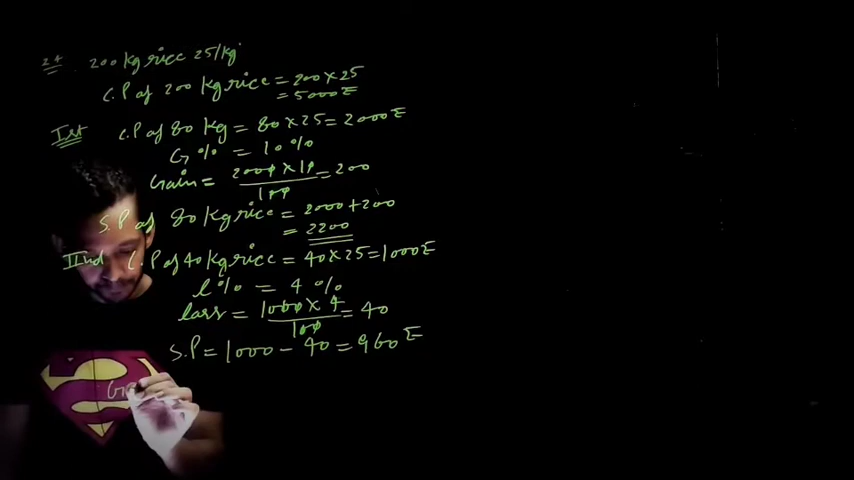 24 200 kg rice 25/kg
C.P of 200 kg rice = 200 x 25
= 5000 ₹
Ist C.P of 80 kg = 80 x 25 = 2000 ₹
G % = 10 %
Gain = 2000 x 10 / 100 = 200
S.P of 80 kg rice = 2000 + 200
= 2200
IInd C.P of 40 kg rice = 40 x 25 = 1000 ₹
l % = 4 %
loss = 1000 x 4 / 100 = 40
S.P = 1000 - 40 = 960 ₹